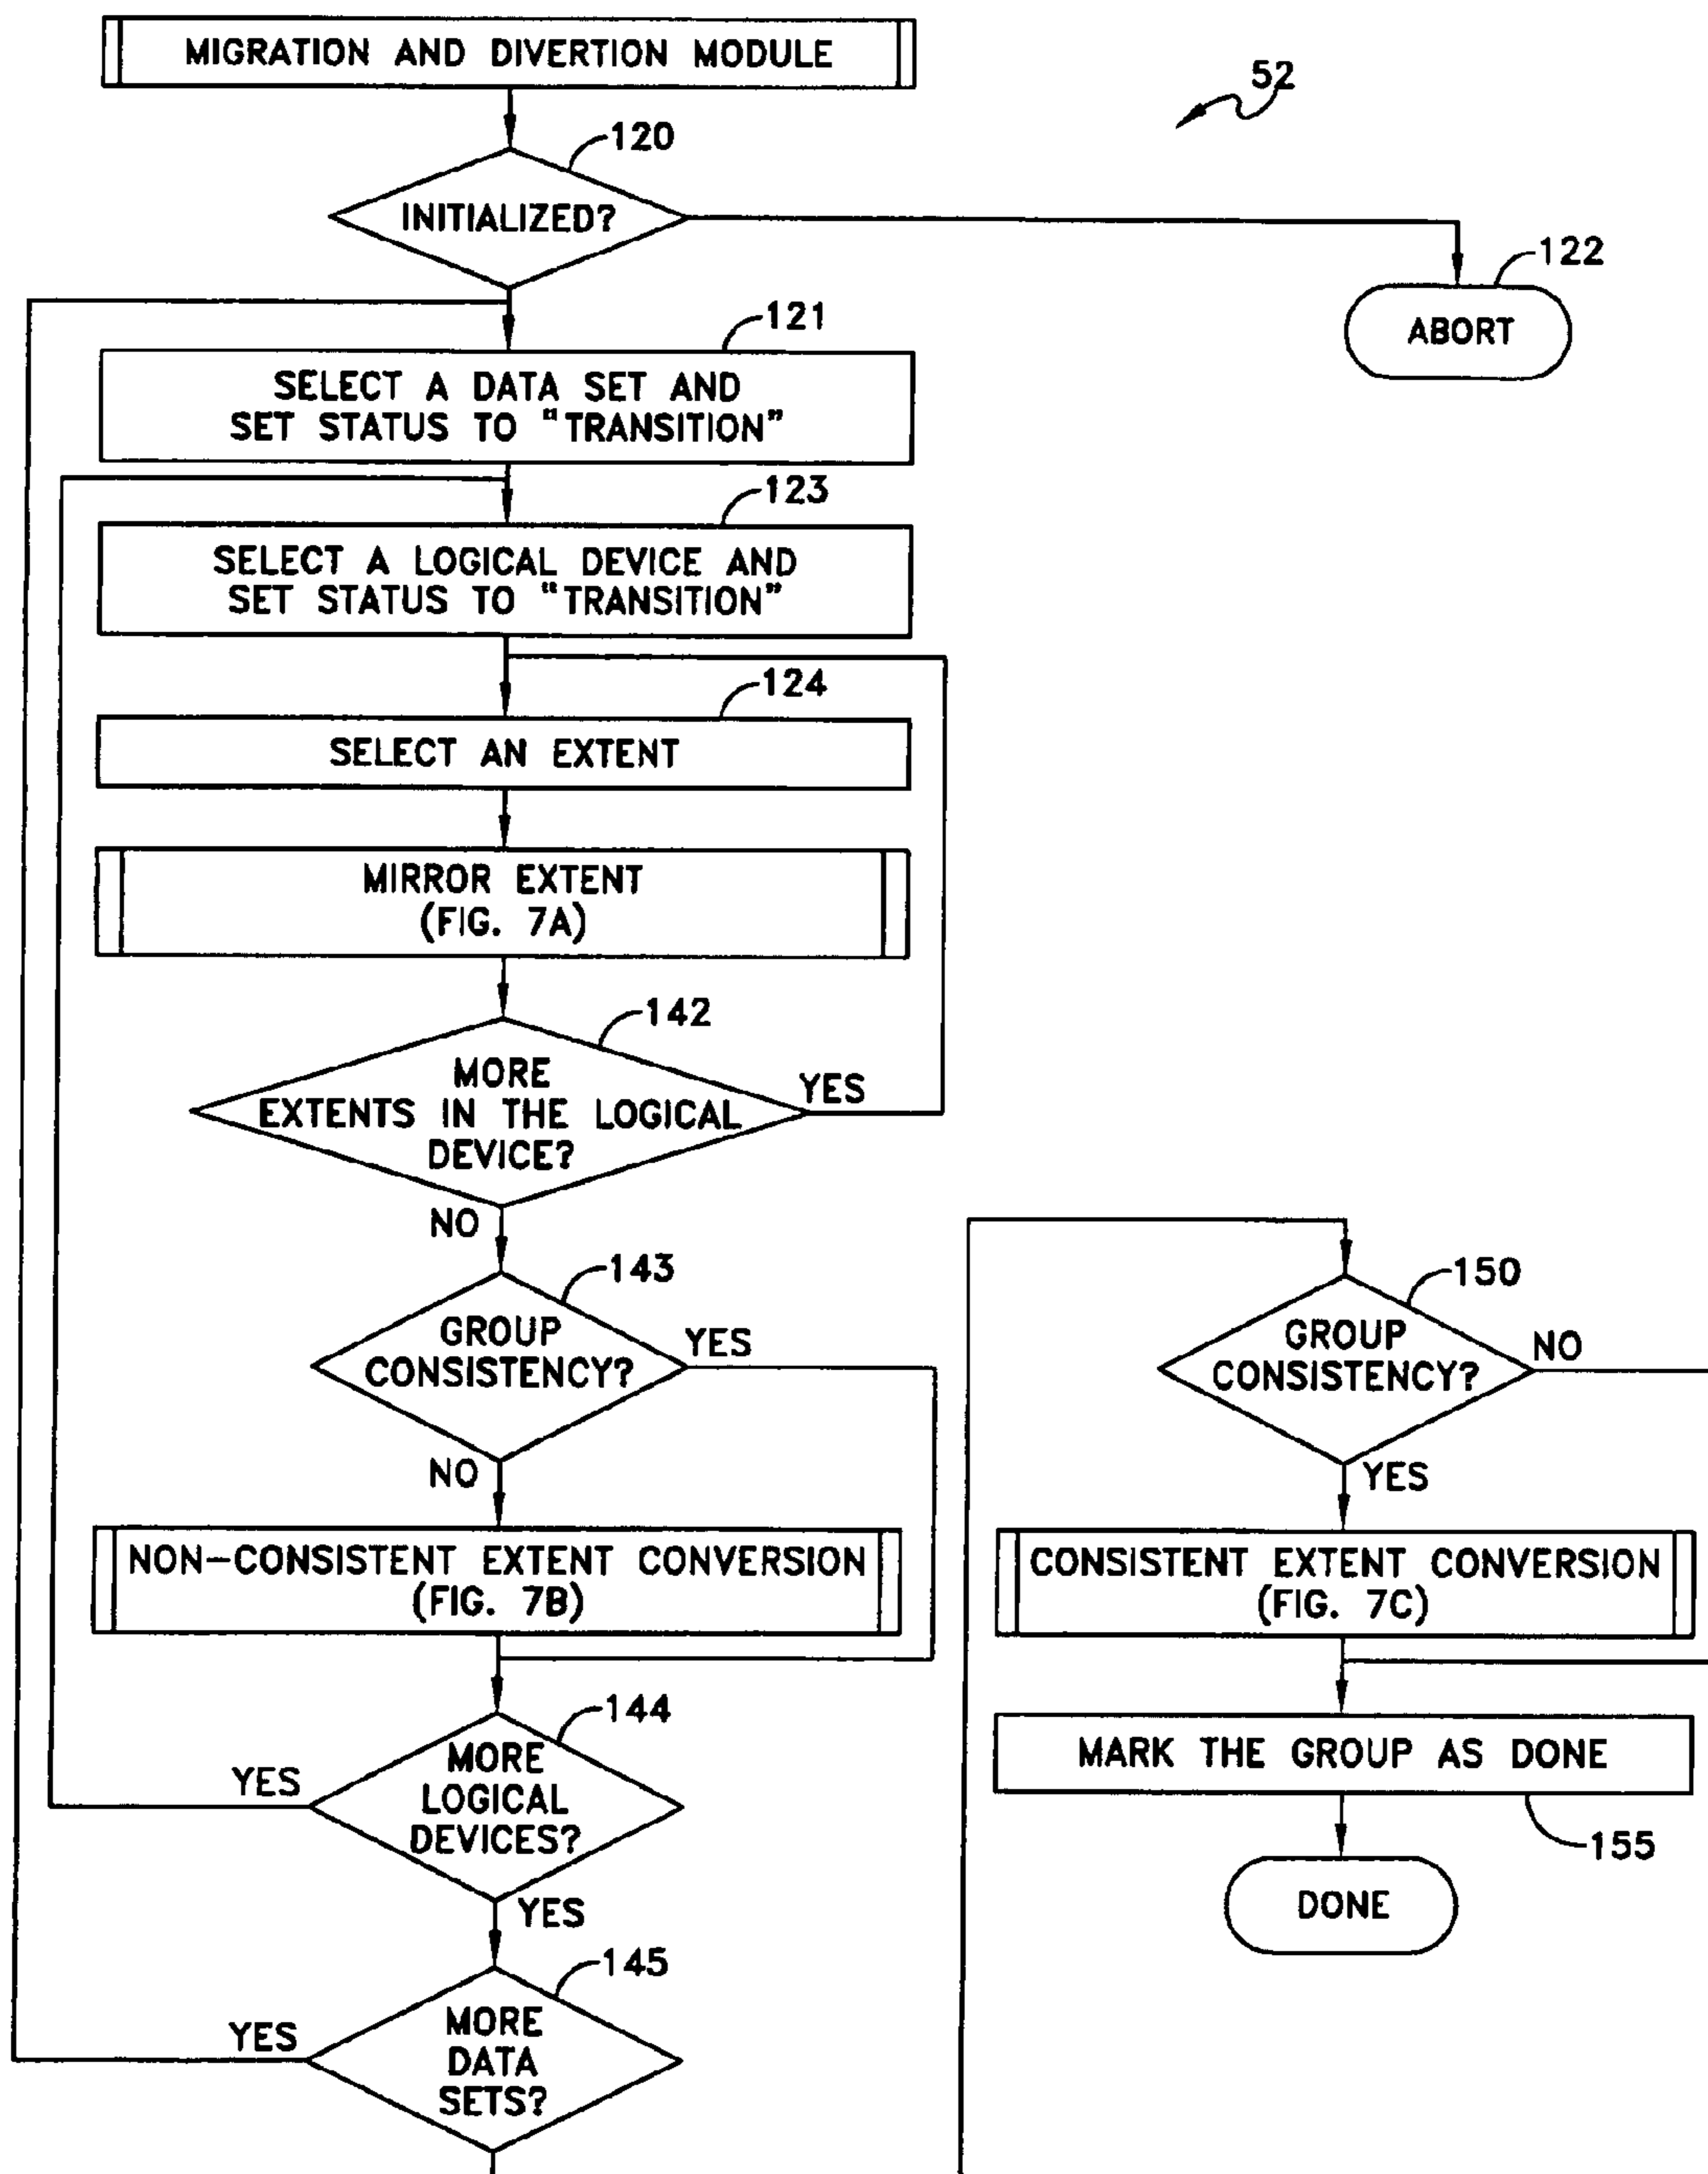 MIGRATION AND DIVERTION MODULE
52
120
INITIALIZED?
122
ABORT
121
SELECT A DATA SET AND
SET STATUS TO "TRANSITION"
123
SELECT A LOGICAL DEVICE AND
SET STATUS TO "TRANSITION"
124
SELECT AN EXTENT
MIRROR EXTENT
(FIG. 7A)
142
MORE
EXTENTS IN THE LOGICAL
DEVICE?
YES
NO
143
GROUP
CONSISTENCY?
YES
NO
NON-CONSISTENT EXTENT CONVERSION
(FIG. 7B)
144
MORE
LOGICAL
DEVICES?
YES
YES
145
MORE
DATA
SETS?
YES
150
GROUP
CONSISTENCY?
NO
YES
CONSISTENT EXTENT CONVERSION
(FIG. 7C)
MARK THE GROUP AS DONE
155
DONE